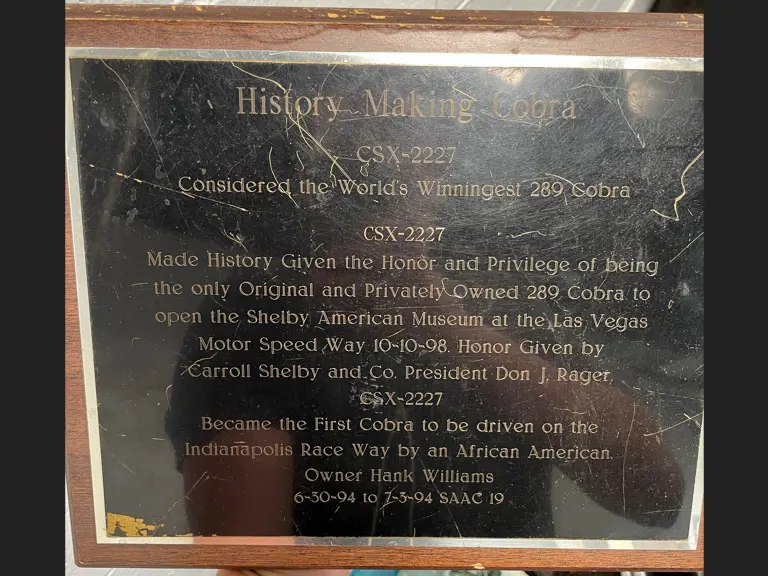 History Making Cobra
CSX-2227
Considered the World's Winningest 289 Cobra
CSX-2227
Made History Given the Honor and Privilege of being
the only Original and Privately Owned 289 Cobra to
open the Shelby American Museum at the Las Vegas
Motor Speed Way 10-10-98. Honor Given by
Carroll Shelby and Co. President Don J. Rager.
CSX-2227
Became the First Cobra to be driven on the
Indianapolis Race Way by an African American.
Owner Hank Williams
6-30-94 to 7-3-94 SAAC 19